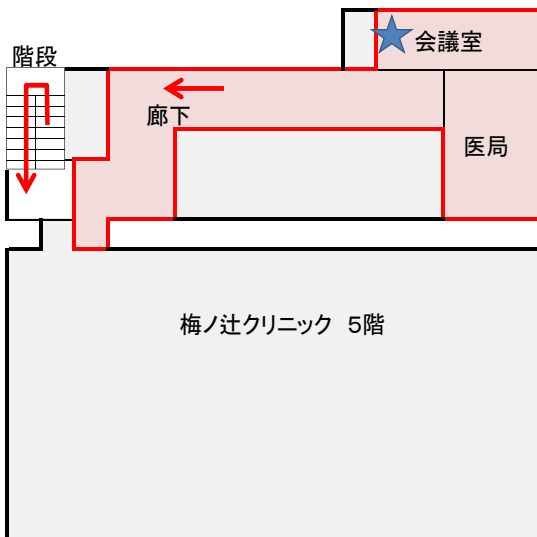 会議室
階段
廊下
医局
梅ノ辻クリニック　５階